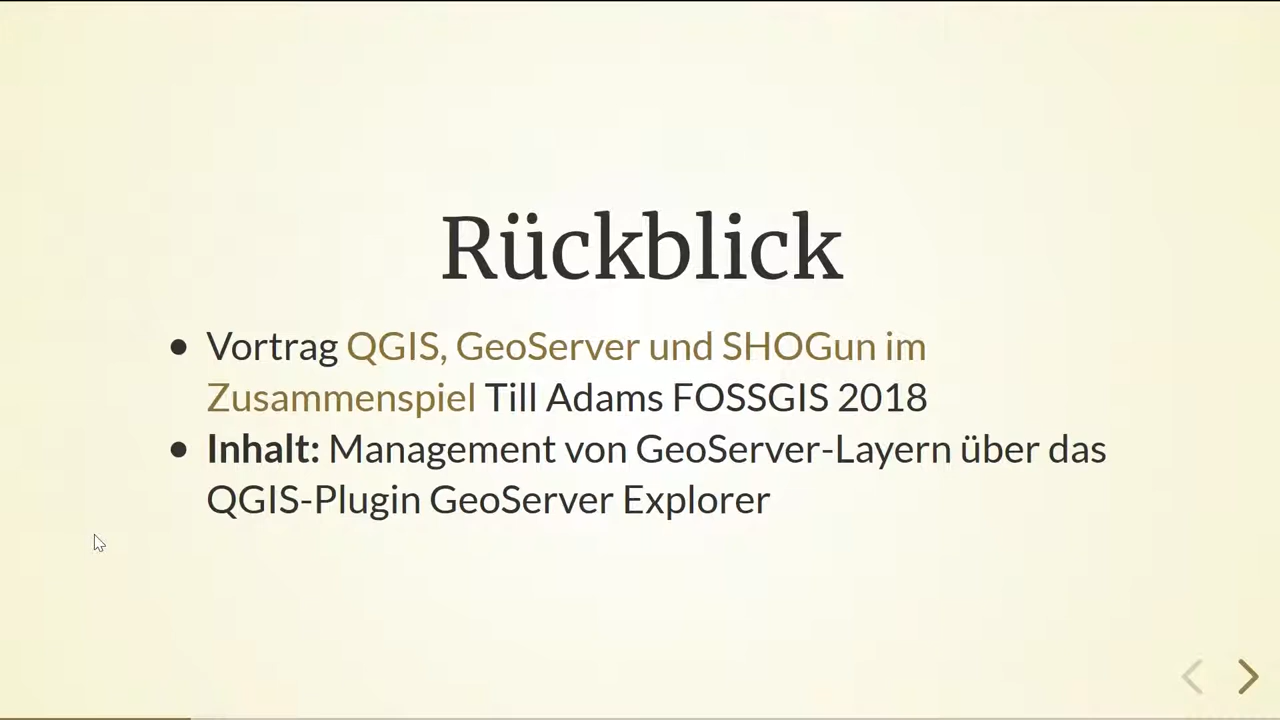 Rückblick
Vortrag QGIS, GeoServer und SHOGun im
Zusammenspiel Till Adams FOSSGIS 2018
Inhalt: Management von GeoServer-Layern über das
QGIS-Plugin GeoServer Explorer